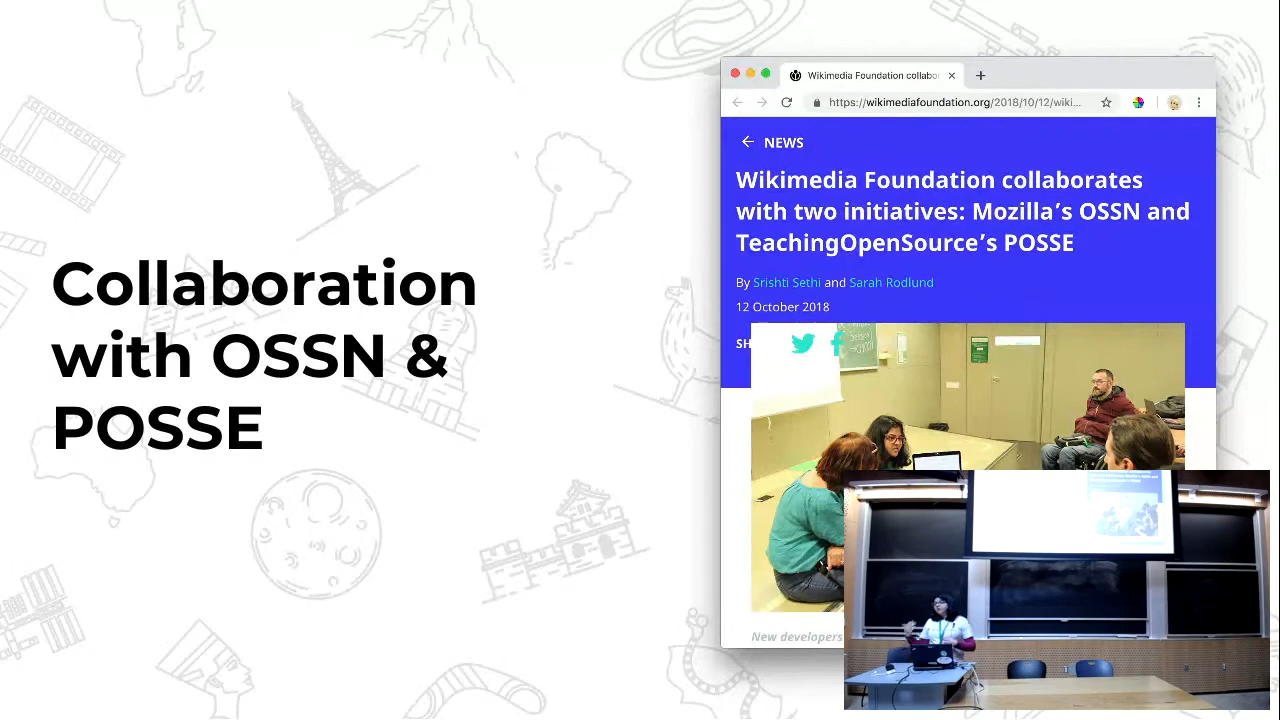 Collaboration
with OSSN &
POSSE
Wikimedia Foundation collabo
https://wikimediafoundation.org/2018/10/12/wiki...
NEWS
Wikimedia Foundation collaborates
with two initiatives: Mozilla’s OSSN and
TeachingOpenSource’s POSSE
By Srishti Sethi and Sarah Rodlund
12 October 2018
SH
New developers